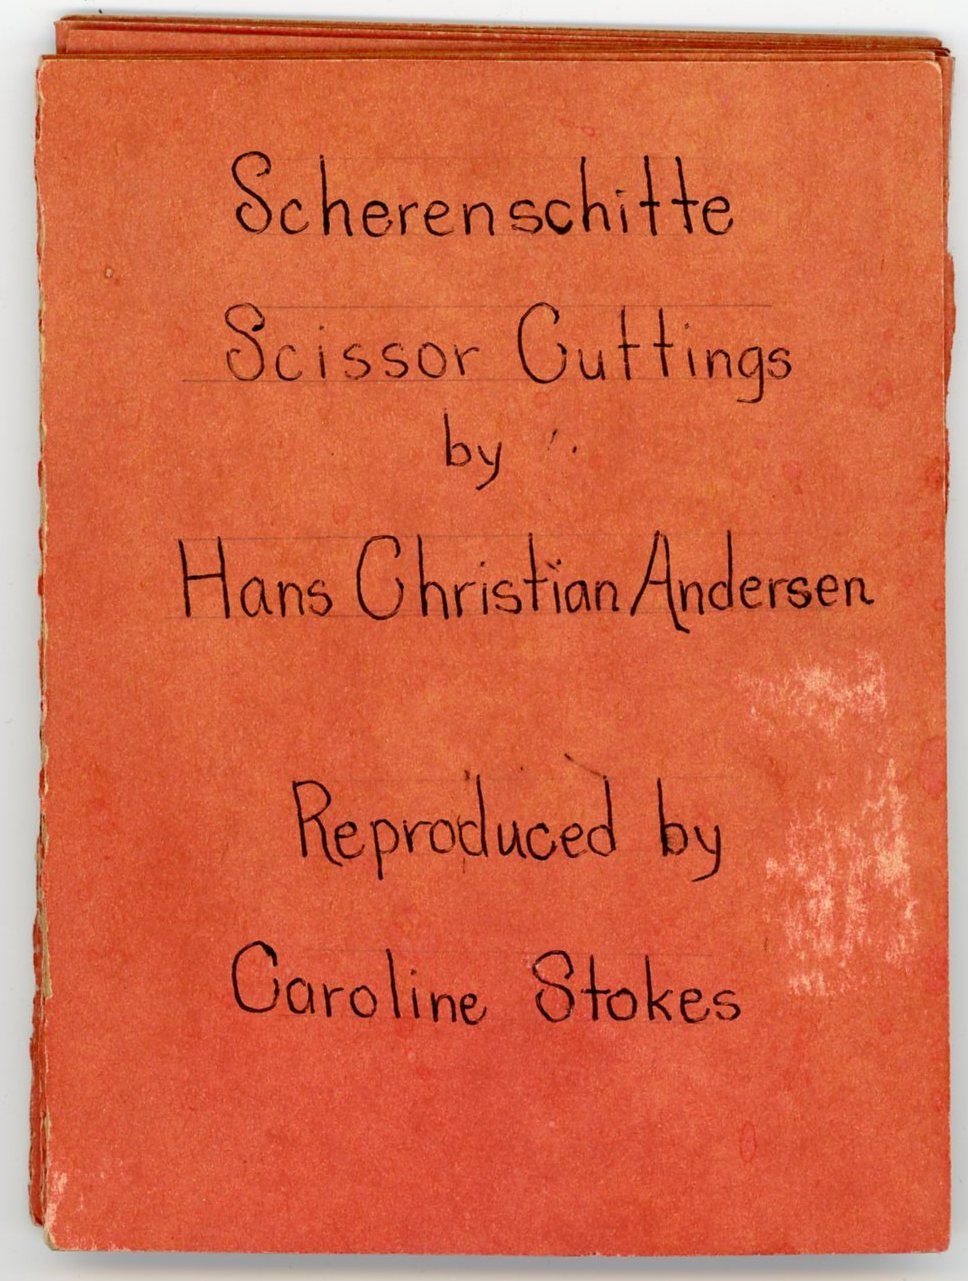 Scherenschitte
Scissor Cuttings
by
Hans Christian Andersen
Reproduced by
Caroline Stokes